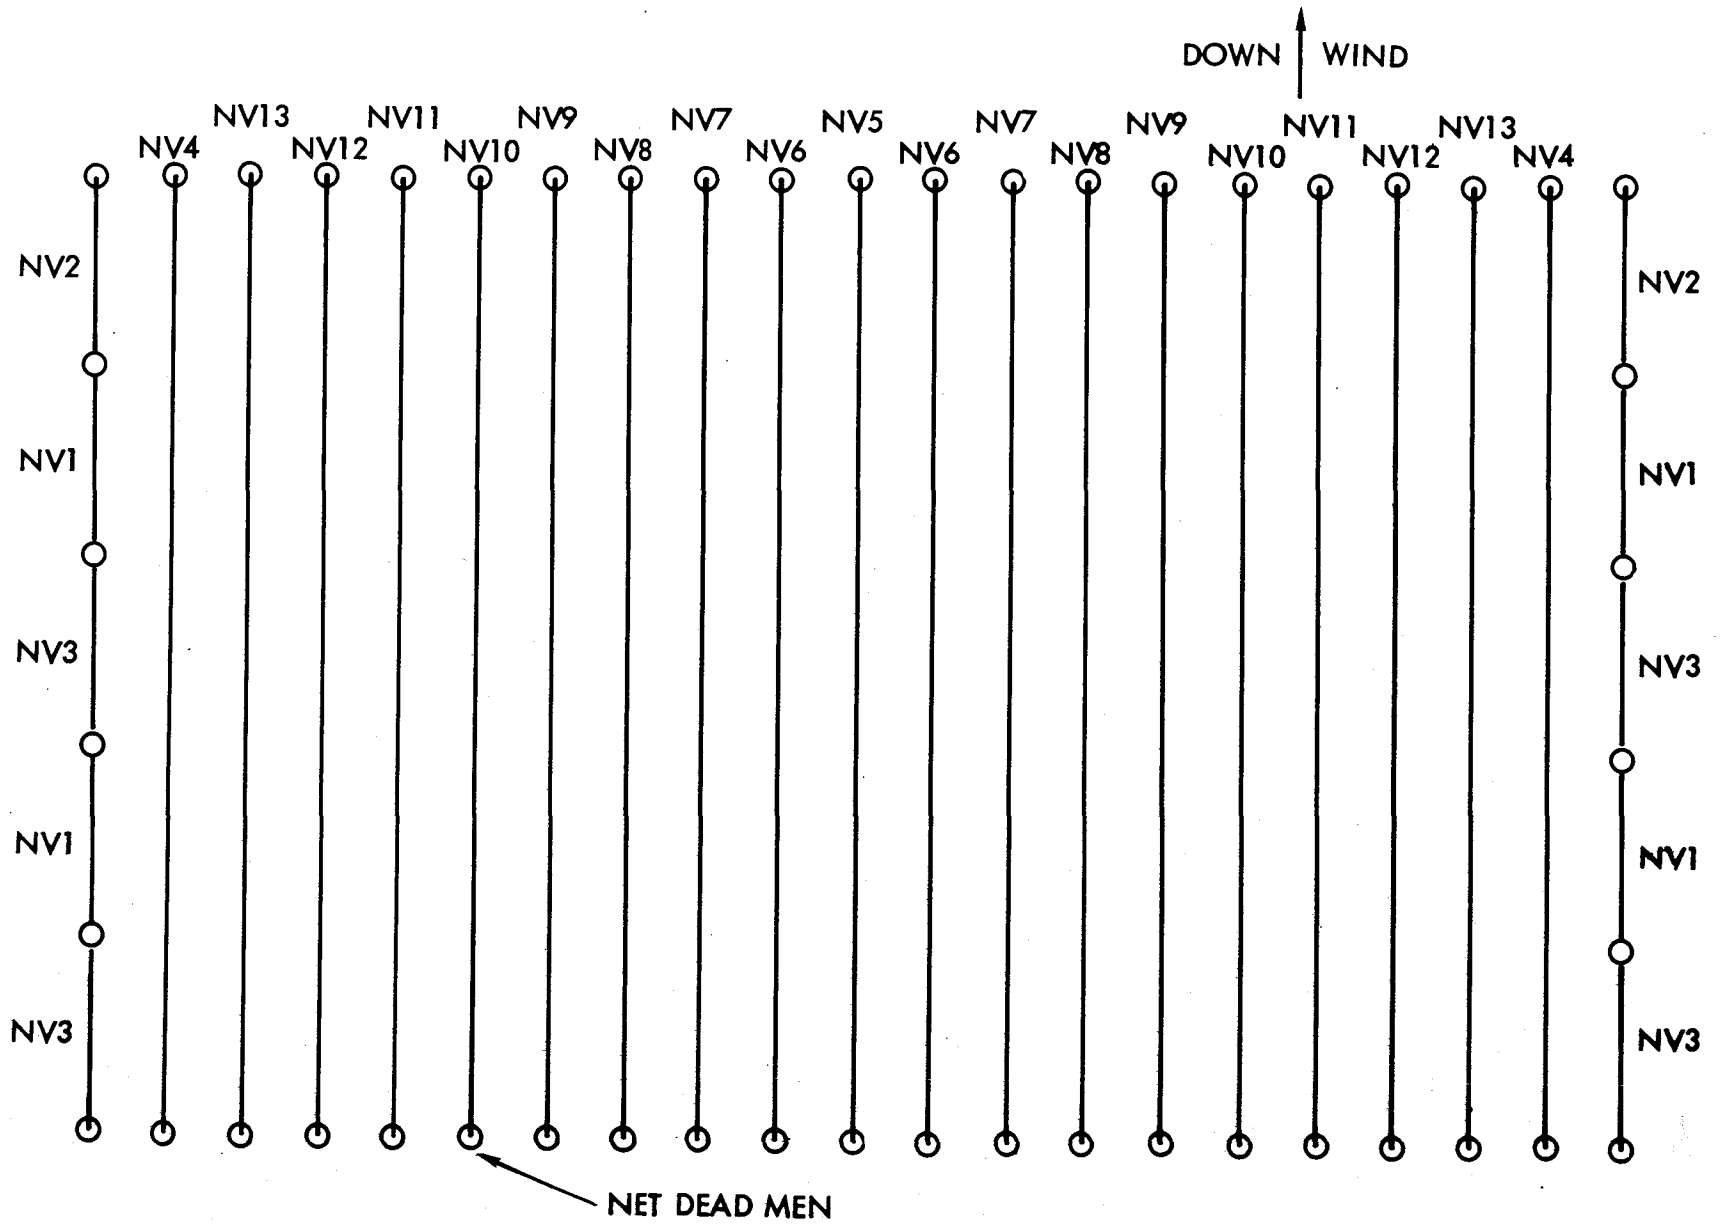 DOWN WIND
NV13 NV11 NV9 NV7 NV5 NV7 NV9 NV11 NV13
NV4 NV12 NV10 NV8 NV6 NV6 NV8 NV10 NV12 NV4
NV2 NV2
NV1 NV1
NV3 NV3
NV1 NV1
NV3 NV3
NET DEAD MEN